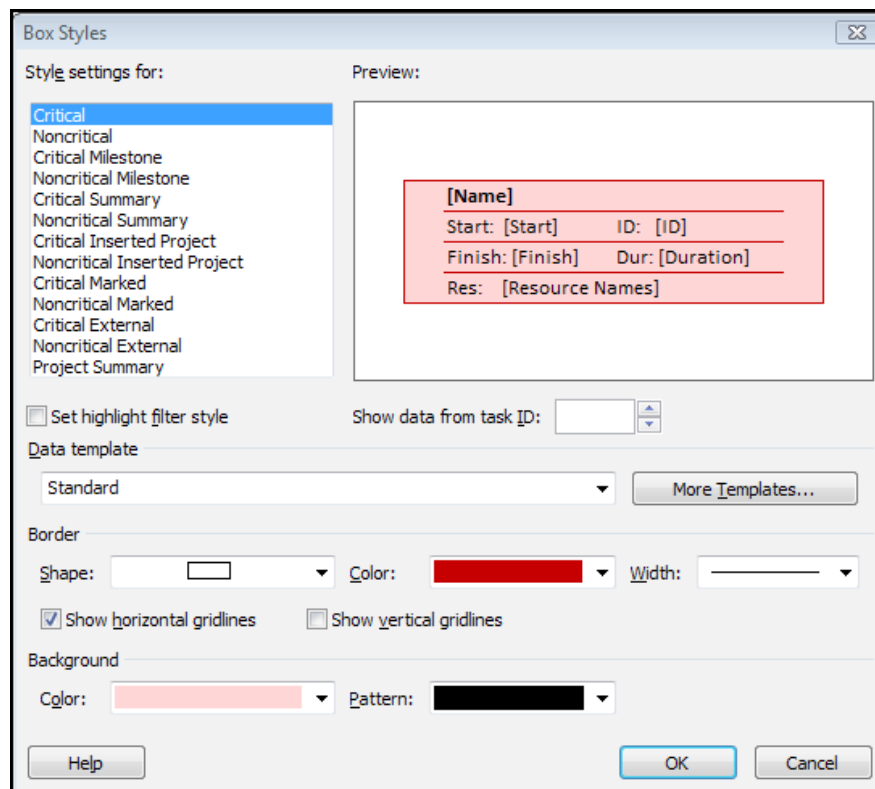 Box Styles
Style settings for:
Preview:
Critical
Noncritical
Critical Milestone
Noncritical Milestone
Critical Summary
Noncritical Summary
Critical Inserted Project
Noncritical Inserted Project
Critical Marked
Noncritical Marked
Critical External
Noncritical External
Project Summary
[Name]
Start: [Start] ID: [ID]
Finish: [Finish] Dur: [Duration]
Res: [Resource Names]
Set highlight filter style
Show data from task ID:
Data template
Standard
More Templates...
Border
Shape:
Color:
Width:
Show horizontal gridlines
Show vertical gridlines
Background
Color:
Pattern:
Help
OK
Cancel